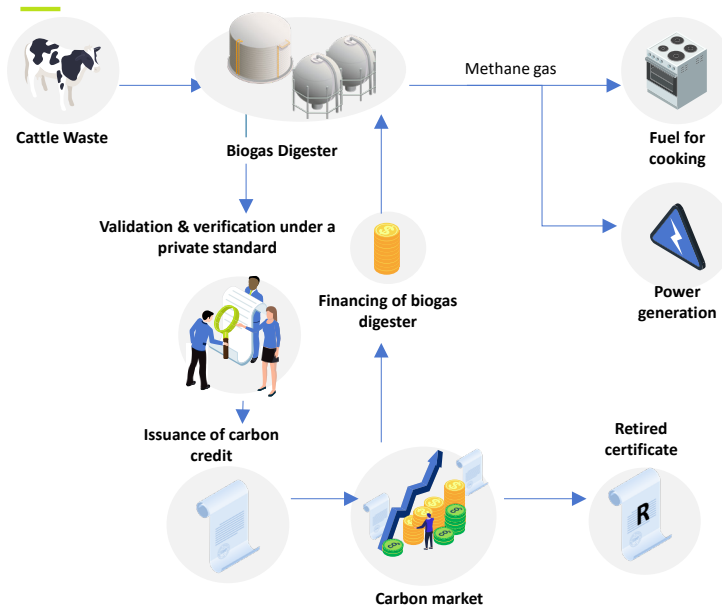 Methane gas
Cattle Waste
Biogas Digester
Fuel for
cooking
Validation & verification under a
private standard
Financing of biogas
digester
Power
generation
Issuance of carbon
credit
Retired
certificate
R
Carbon market